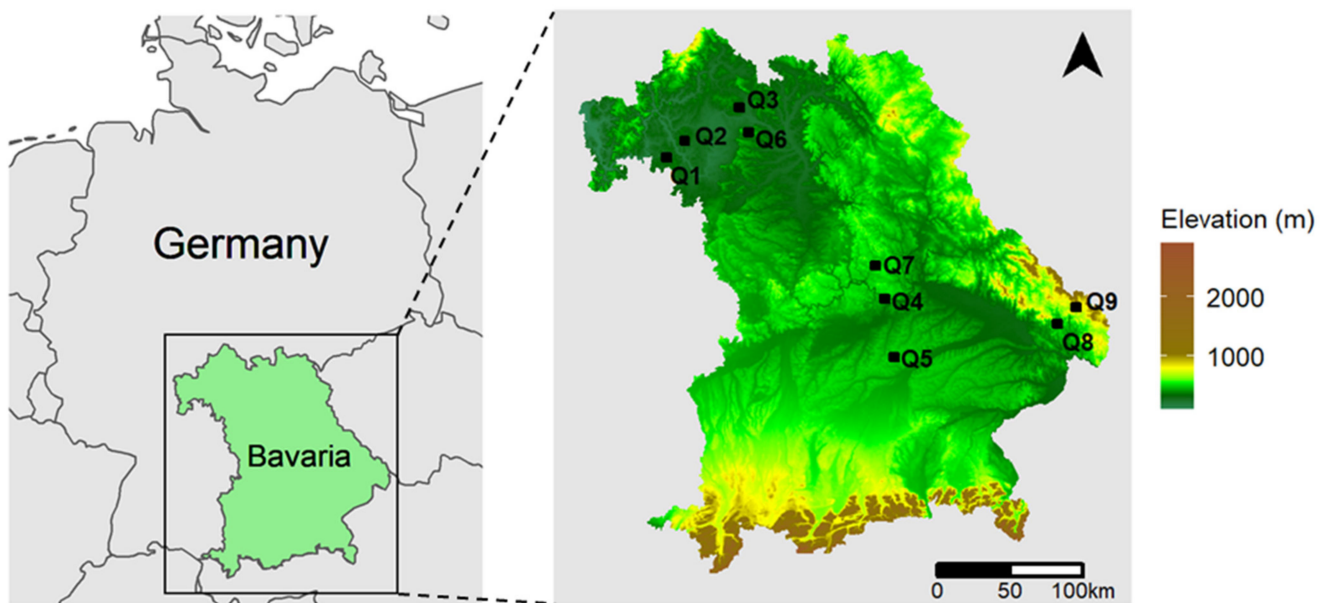 Germany
Bavaria
Q3
Q2
Q6
Q1
Q7
Q4
Q9
Q8
Q5
Elevation (m)
2000
1000
0 50 100km